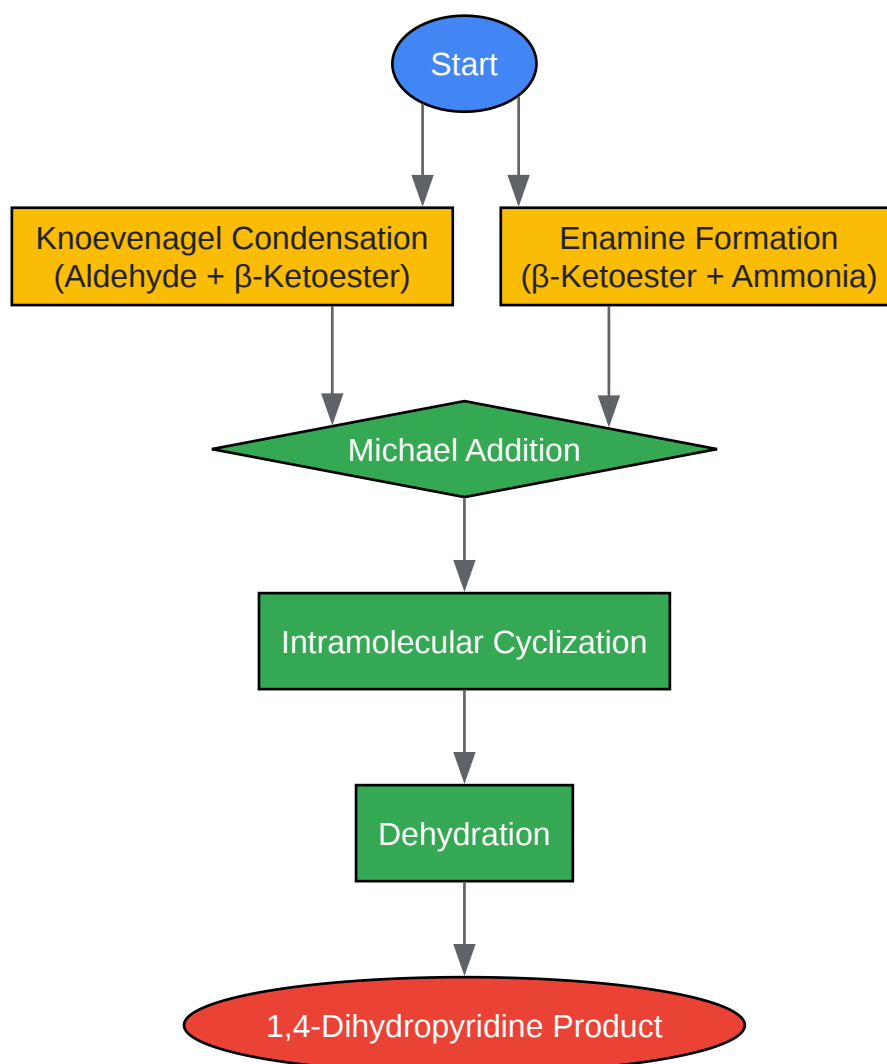 Start
Knoevenagel Condensation
(Aldehyde + β-Ketoester)
Enamine Formation
(β-Ketoester + Ammonia)
Michael Addition
Intramolecular Cyclization
Dehydration
1,4-Dihydropyridine Product